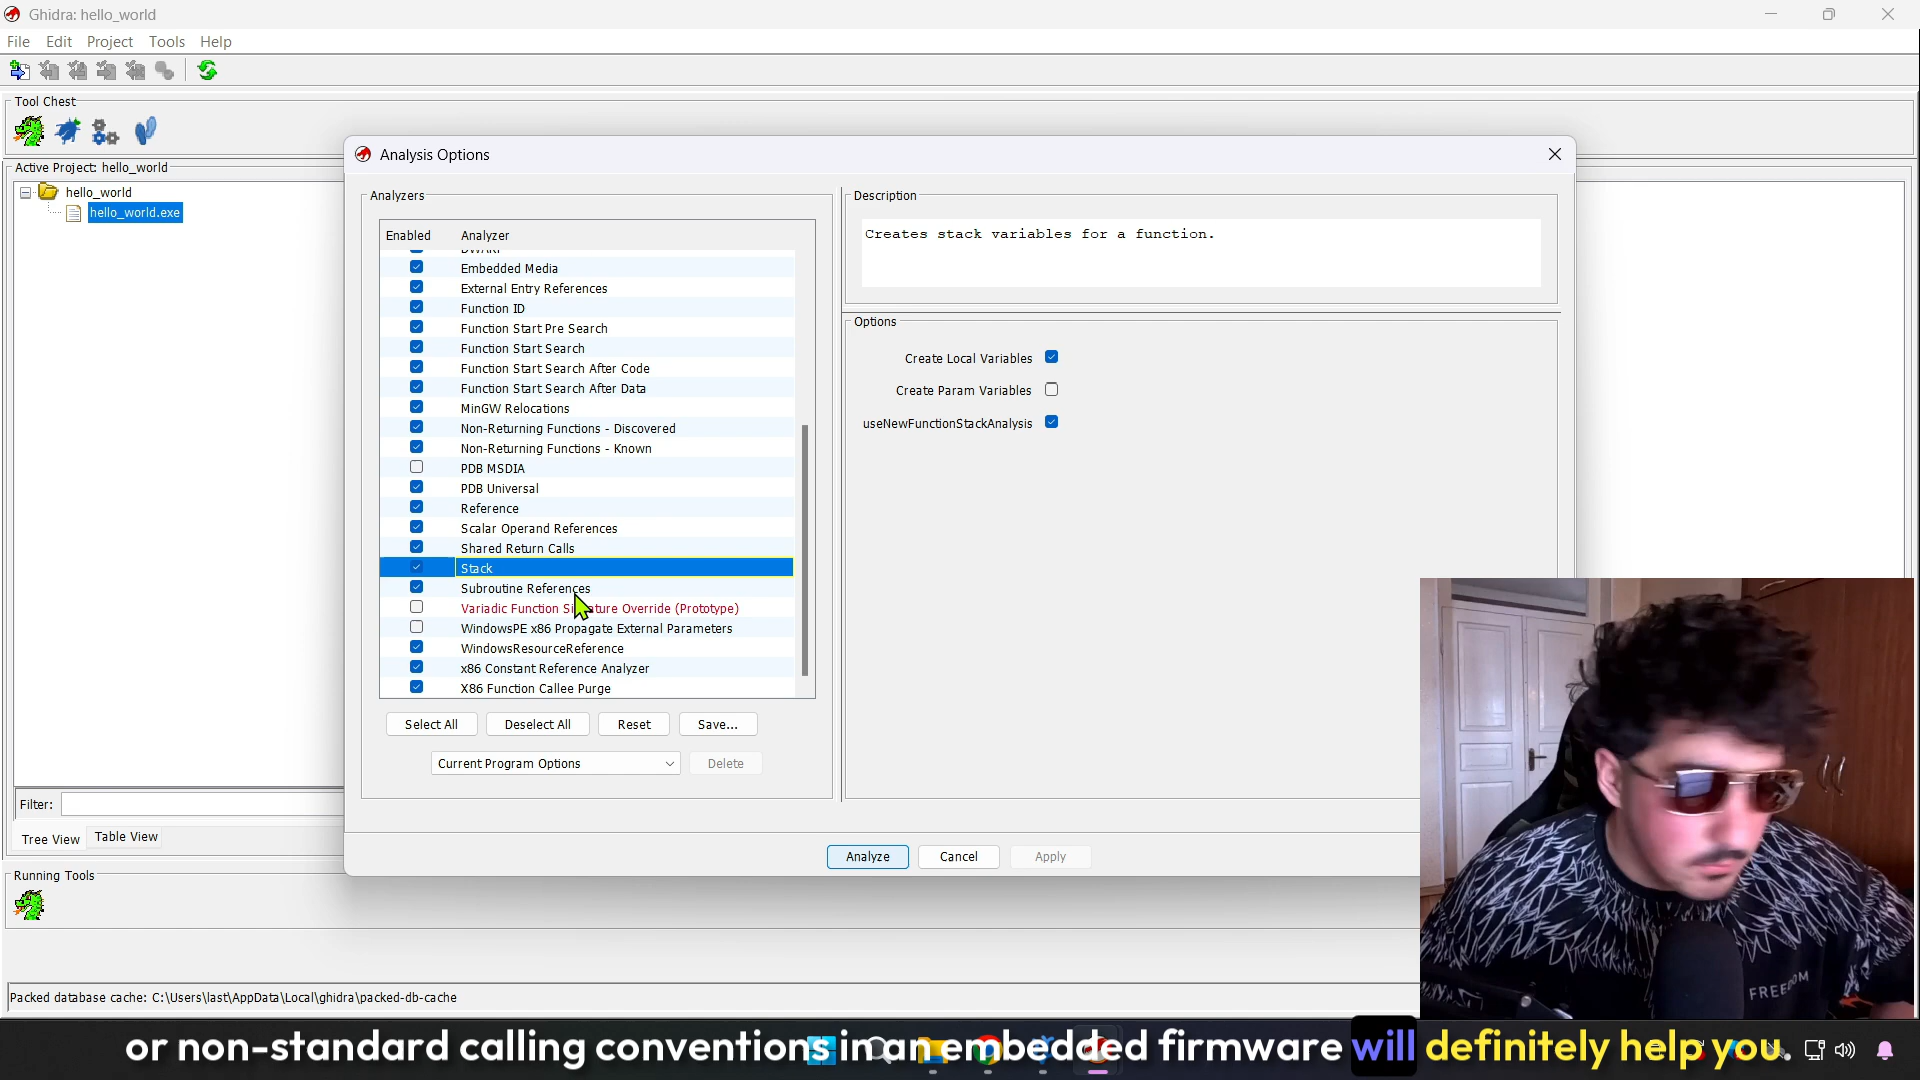 Ghidra: hello_world
File Edit Project Tools Help
Tool Chest
Active Project: hello_world
hello_world
hello_world.exe
Filter:
Tree View Table View
Running Tools
Packed database cache: C:\Users\last\AppData\Local\ghidra\packed-db-cache
Analysis Options
Analyzers
Enabled Analyzer
DWARF
Embedded Media
External Entry References
Function ID
Function Start Pre Search
Function Start Search
Function Start Search After Code
Function Start Search After Data
MinGW Relocations
Non-Returning Functions - Discovered
Non-Returning Functions - Known
PDB MSDIA
PDB Universal
Reference
Scalar Operand References
Shared Return Calls
Stack
Subroutine References
Variadic Function Signature Override (Prototype)
WindowsPE x86 Propagate External Parameters
WindowsResourceReference
x86 Constant Reference Analyzer
X86 Function Callee Purge
Select All Deselect All Reset Save...
Current Program Options Delete
Description
Creates stack variables for a function.
Options
Create Local Variables
Create Param Variables
useNewFunctionStackAnalysis
Analyze Cancel Apply
FREEDOM
or non-standard calling conventions in an embedded firmware will definitely help you.